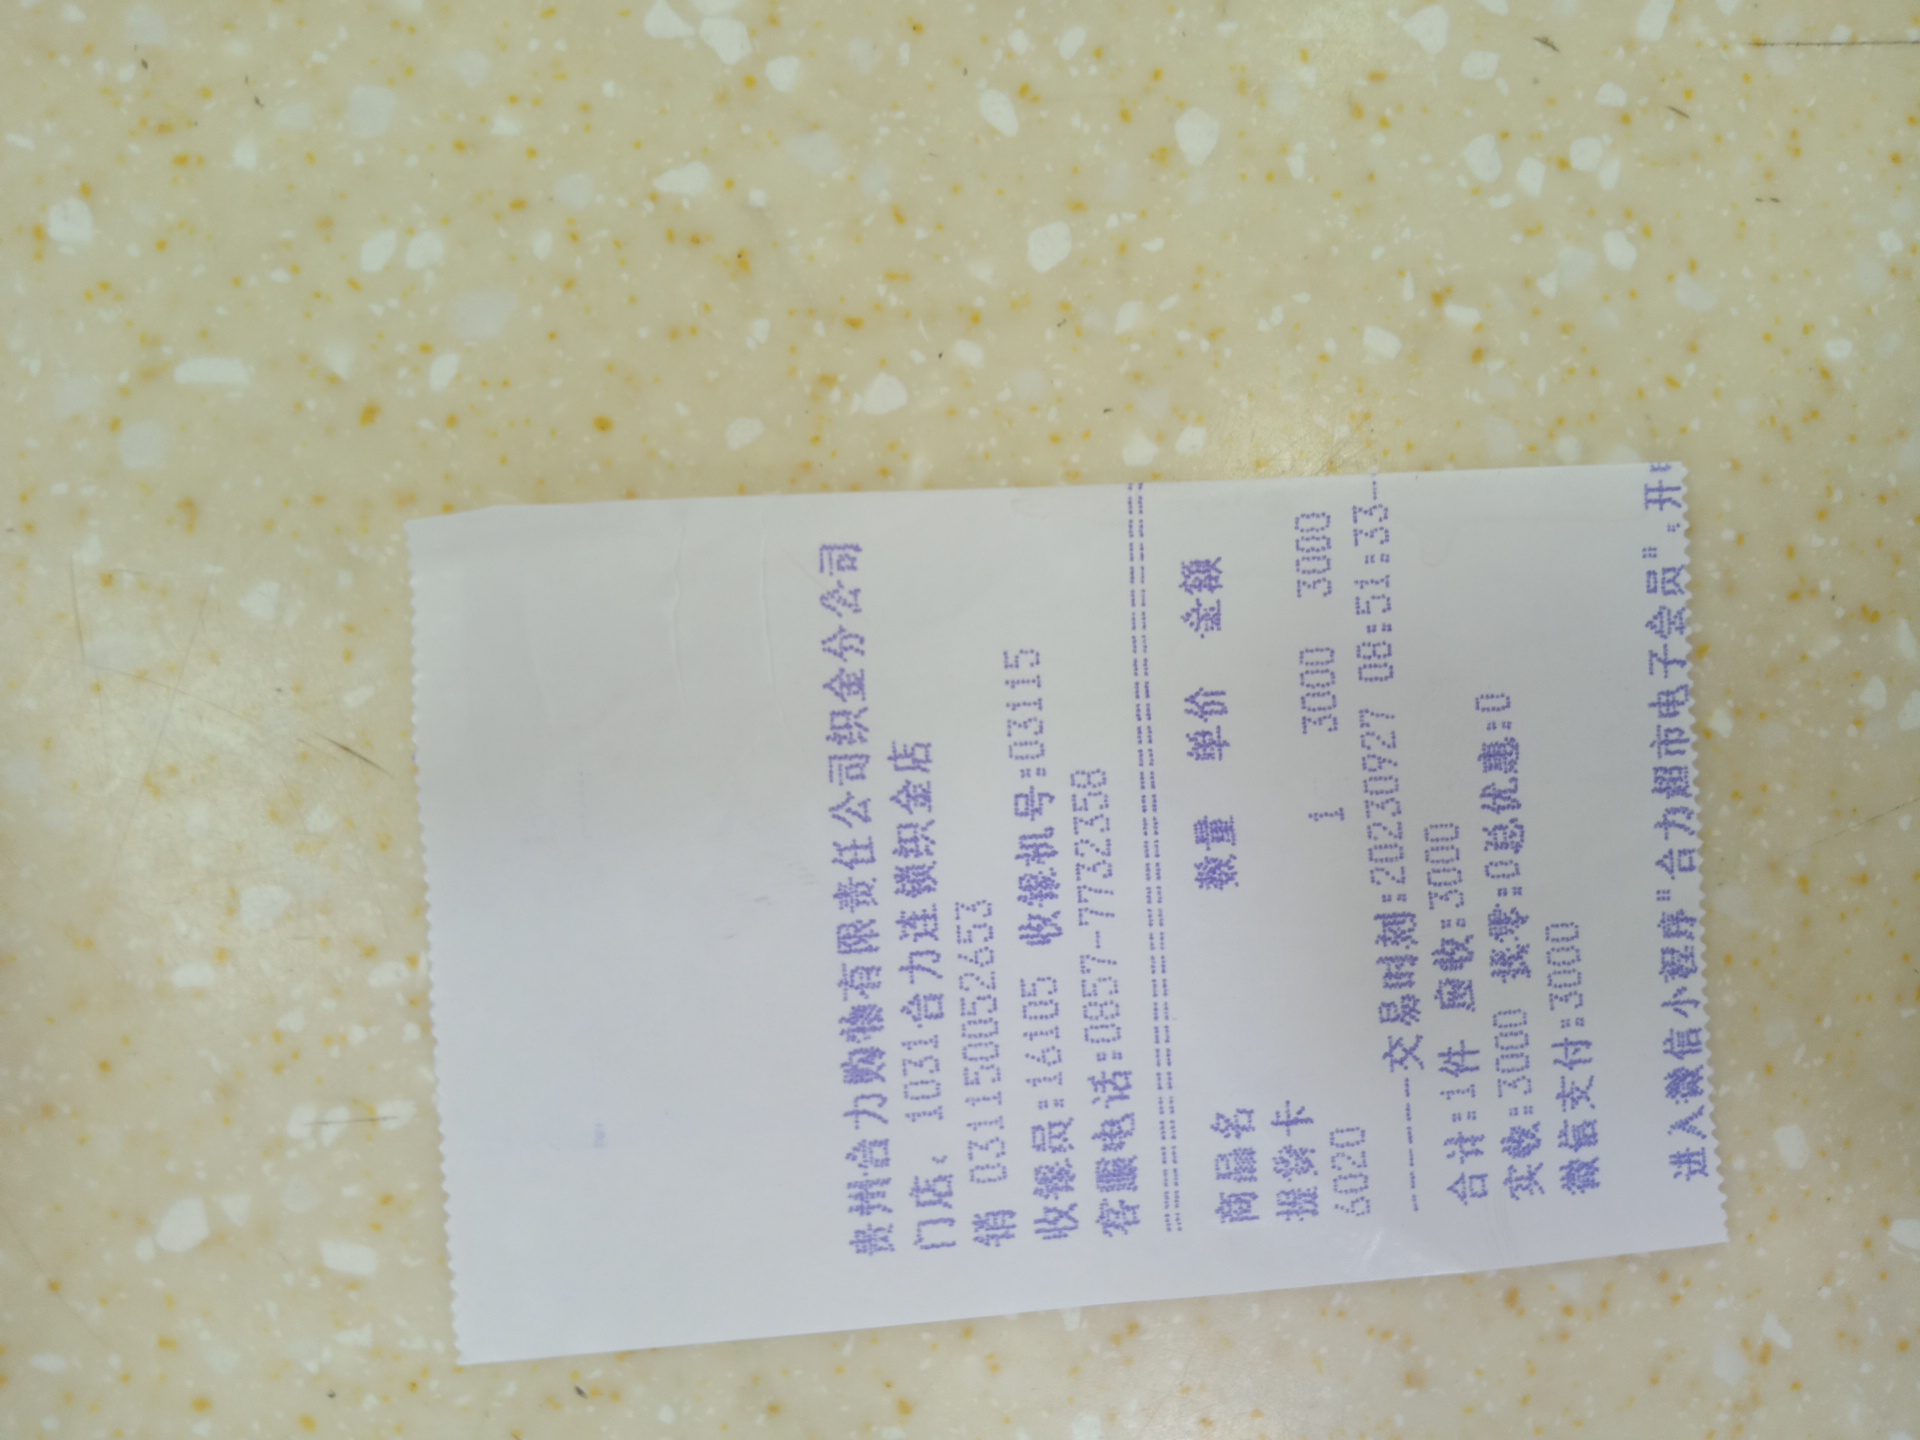 贵州合力购物有限责任公司织金分公司
门店、1031合力连锁织金店
销 031150052653
收银员:16105 收银机号:03115
客服电话:0857-7732358
商品名 数量 单价 金额
提货卡
6020 1 3000 3000
------交易时刻:20230927 08:51:33--
合计:1件 应收:3000
实收:3000 找零:0总优惠:0
微信支付:3000
进入微信小程序"合力超市电子会员",开